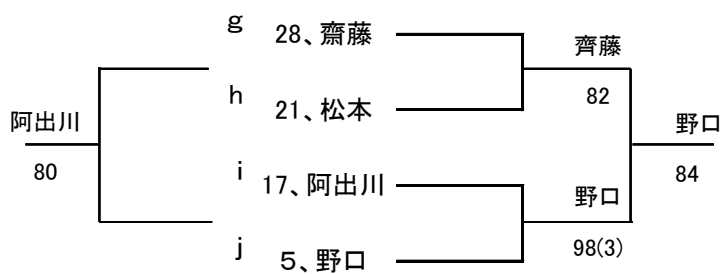 g 28、齋藤
齊藤
82
h 21、松本
阿出川
80
野口
84
i 17、阿出川
野口
98(3)
j 5、野口